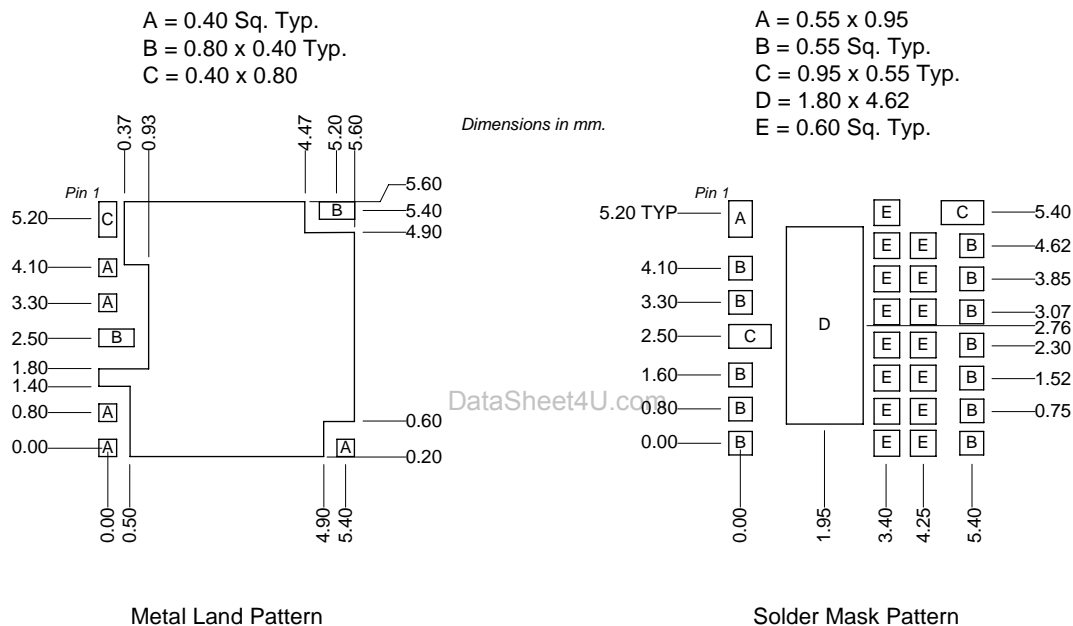 A = 0.40 Sq. Typ.
B = 0.80 x 0.40 Typ.
C = 0.40 x 0.80
A = 0.55 x 0.95
B = 0.55 Sq. Typ.
C = 0.95 x 0.55 Typ.
D = 1.80 x 4.62
E = 0.60 Sq. Typ.
Dimensions in mm.
0.37
0.93
4.47
5.20
5.60
Pin 1
5.20
C
B
5.60
5.40
4.90
4.10
A
3.30
A
2.50
B
1.80
1.40
0.80
A
0.60
0.00
A
A
0.20
0.00
0.50
4.90
5.40
Metal Land Pattern
DataSheet4U.com
Pin 1
5.20 TYP
A
E
C
5.40
E
E
B
4.62
4.10
B
E
E
B
3.85
3.30
B
E
E
B
3.07
D
2.76
2.50
C
E
E
B
2.30
1.60
B
E
E
B
1.52
0.80
B
E
E
B
0.75
0.00
B
E
E
B
0.00
1.95
3.40
4.25
5.40
Solder Mask Pattern